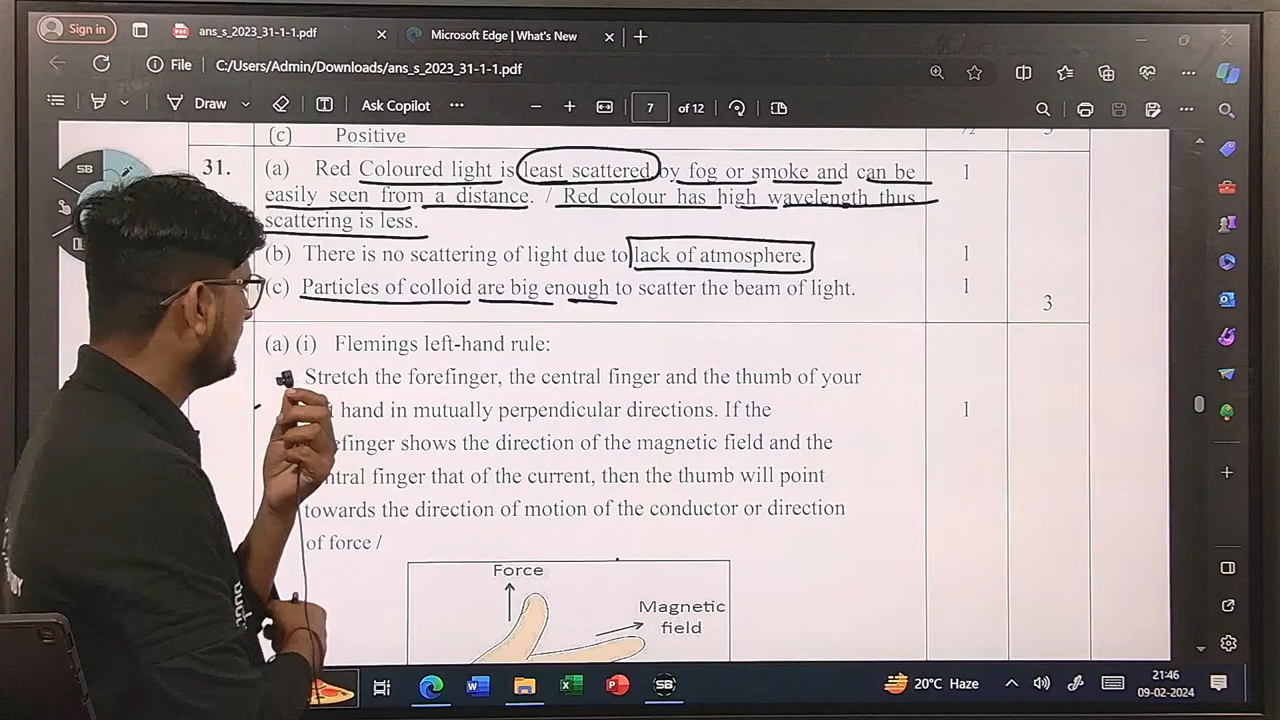 Sign in
ans_s_2023_31-1-1.pdf
Microsoft Edge | What's New
File
C:/Users/Admin/Downloads/ans_s_2023_31-1-1.pdf
Draw
Ask Copilot
7 of 12
(c) Positive
½
SB
31.
(a) Red Coloured light is least scattered by fog or smoke and can be
easily seen from a distance. / Red colour has high wavelength thus
scattering is less.
1
(b) There is no scattering of light due to lack of atmosphere.
1
(c) Particles of colloid are big enough to scatter the beam of light.
1
3
(a) (i) Flemings left-hand rule:
Stretch the forefinger, the central finger and the thumb of your
hand in mutually perpendicular directions. If the
1
efinger shows the direction of the magnetic field and the
ntral finger that of the current, then the thumb will point
towards the direction of motion of the conductor or direction
of force /
Force
Magnetic
field
SB
20°C Haze
21:46
09-02-2024